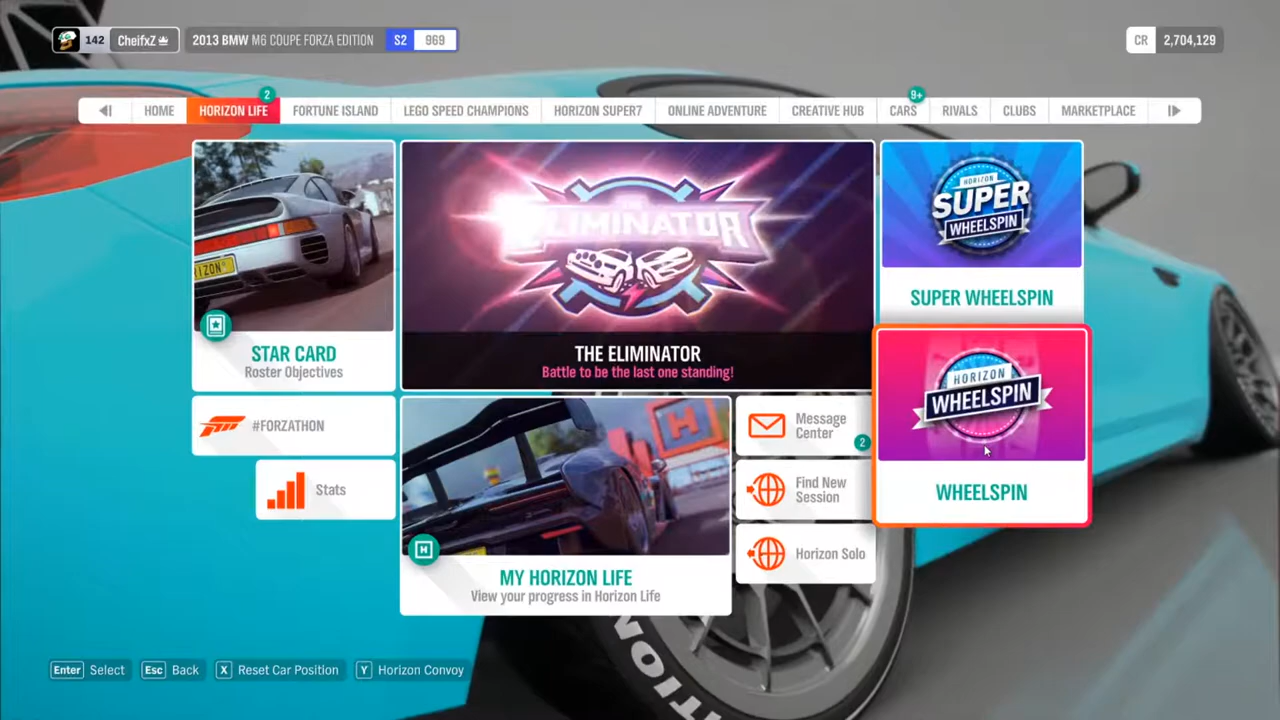 142 CheifxZ 2013 BMW M6 COUPE FORZA EDITION S2 969 CR 2,704,129
2 9+
HOME HORIZON LIFE FORTUNE ISLAND LEGO SPEED CHAMPIONS HORIZON SUPER7 ONLINE ADVENTURE CREATIVE HUB CARS RIVALS CLUBS MARKETPLACE
HORIZON
SUPER
WHEELSPIN
SUPER WHEELSPIN
IZON
THE
ELIMINATOR
THE ELIMINATOR
Battle to be the last one standing!
STAR CARD
Roster Objectives
HORIZON
WHEELSPIN
WHEELSPIN
#FORZATHON
Stats
H
H
MY HORIZON LIFE
View your progress in Horizon Life
Message
Center
2
Find New
Session
Horizon Solo
Enter Select Esc Back X Reset Car Position Y Horizon Convoy